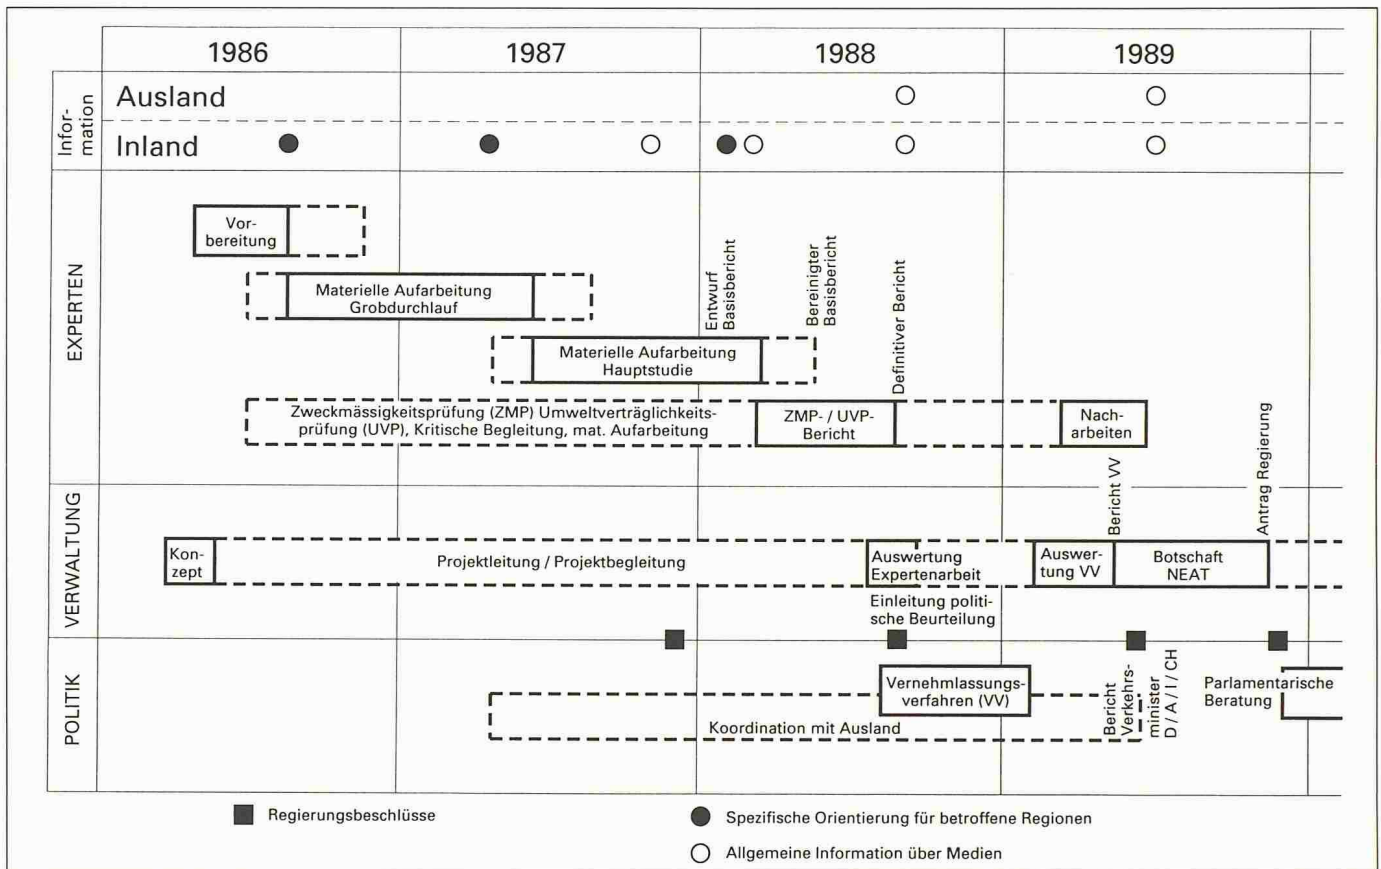 1986
1987
1988
1989
Infor-
mation
Ausland
Inland
EXPERTEN
Vor-
bereitung
Materielle Aufarbeitung
Grobdurchlauf
Materielle Aufarbeitung
Hauptstudie
Entwurf
Basisbericht
Bereinigter
Basisbericht
Definitiver Bericht
Zweckmässigkeitsprüfung (ZMP) Umweltverträglichkeits-
prüfung (UVP), Kritische Begleitung, mat. Aufarbeitung
ZMP- / UVP-
Bericht
Nach-
arbeiten
Bericht VV
Antrag Regierung
VERWALTUNG
Kon-
zept
Projektleitung / Projektbegleitung
Auswertung
Expertenarbeit
Einleitung politi-
sche Beurteilung
Auswer-
tung VV
Botschaft
NEAT
POLITIK
Vernehmlassungs-
verfahren (VV)
Koordination mit Ausland
Bericht
Verkehrs-
minister
D / A / I / CH
Parlamentarische
Beratung
Regierungsbeschlüsse
Spezifische Orientierung für betroffene Regionen
Allgemeine Information über Medien